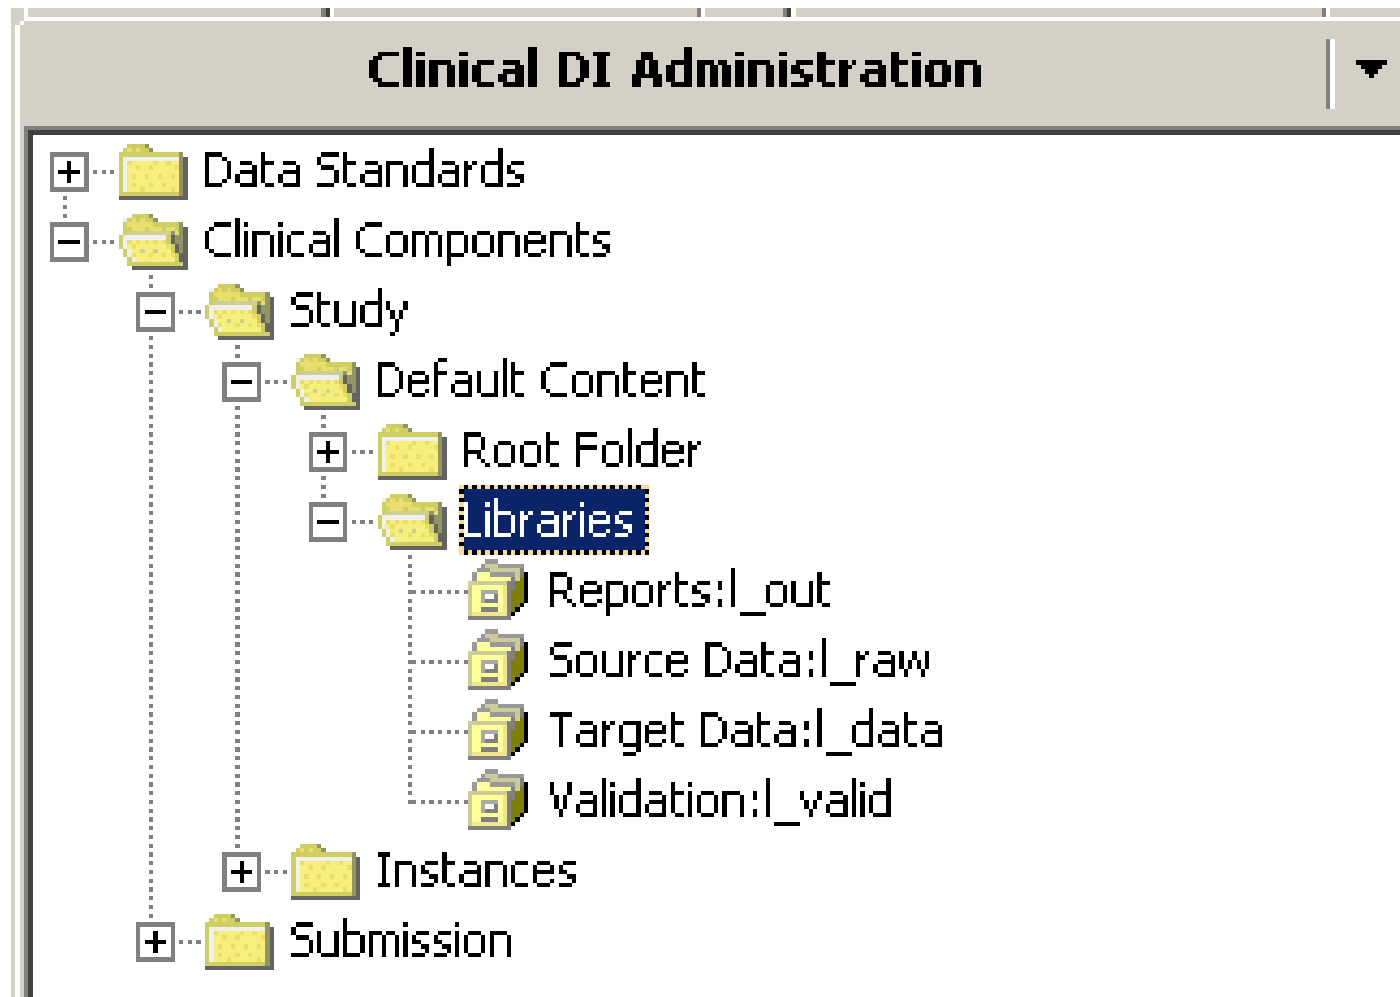 Clinical DI Administration
Data Standards
Clinical Components
Study
Default Content
Root Folder
Libraries
Reports:l_out
Source Data:l_raw
Target Data:l_data
Validation:l_valid
Instances
Submission